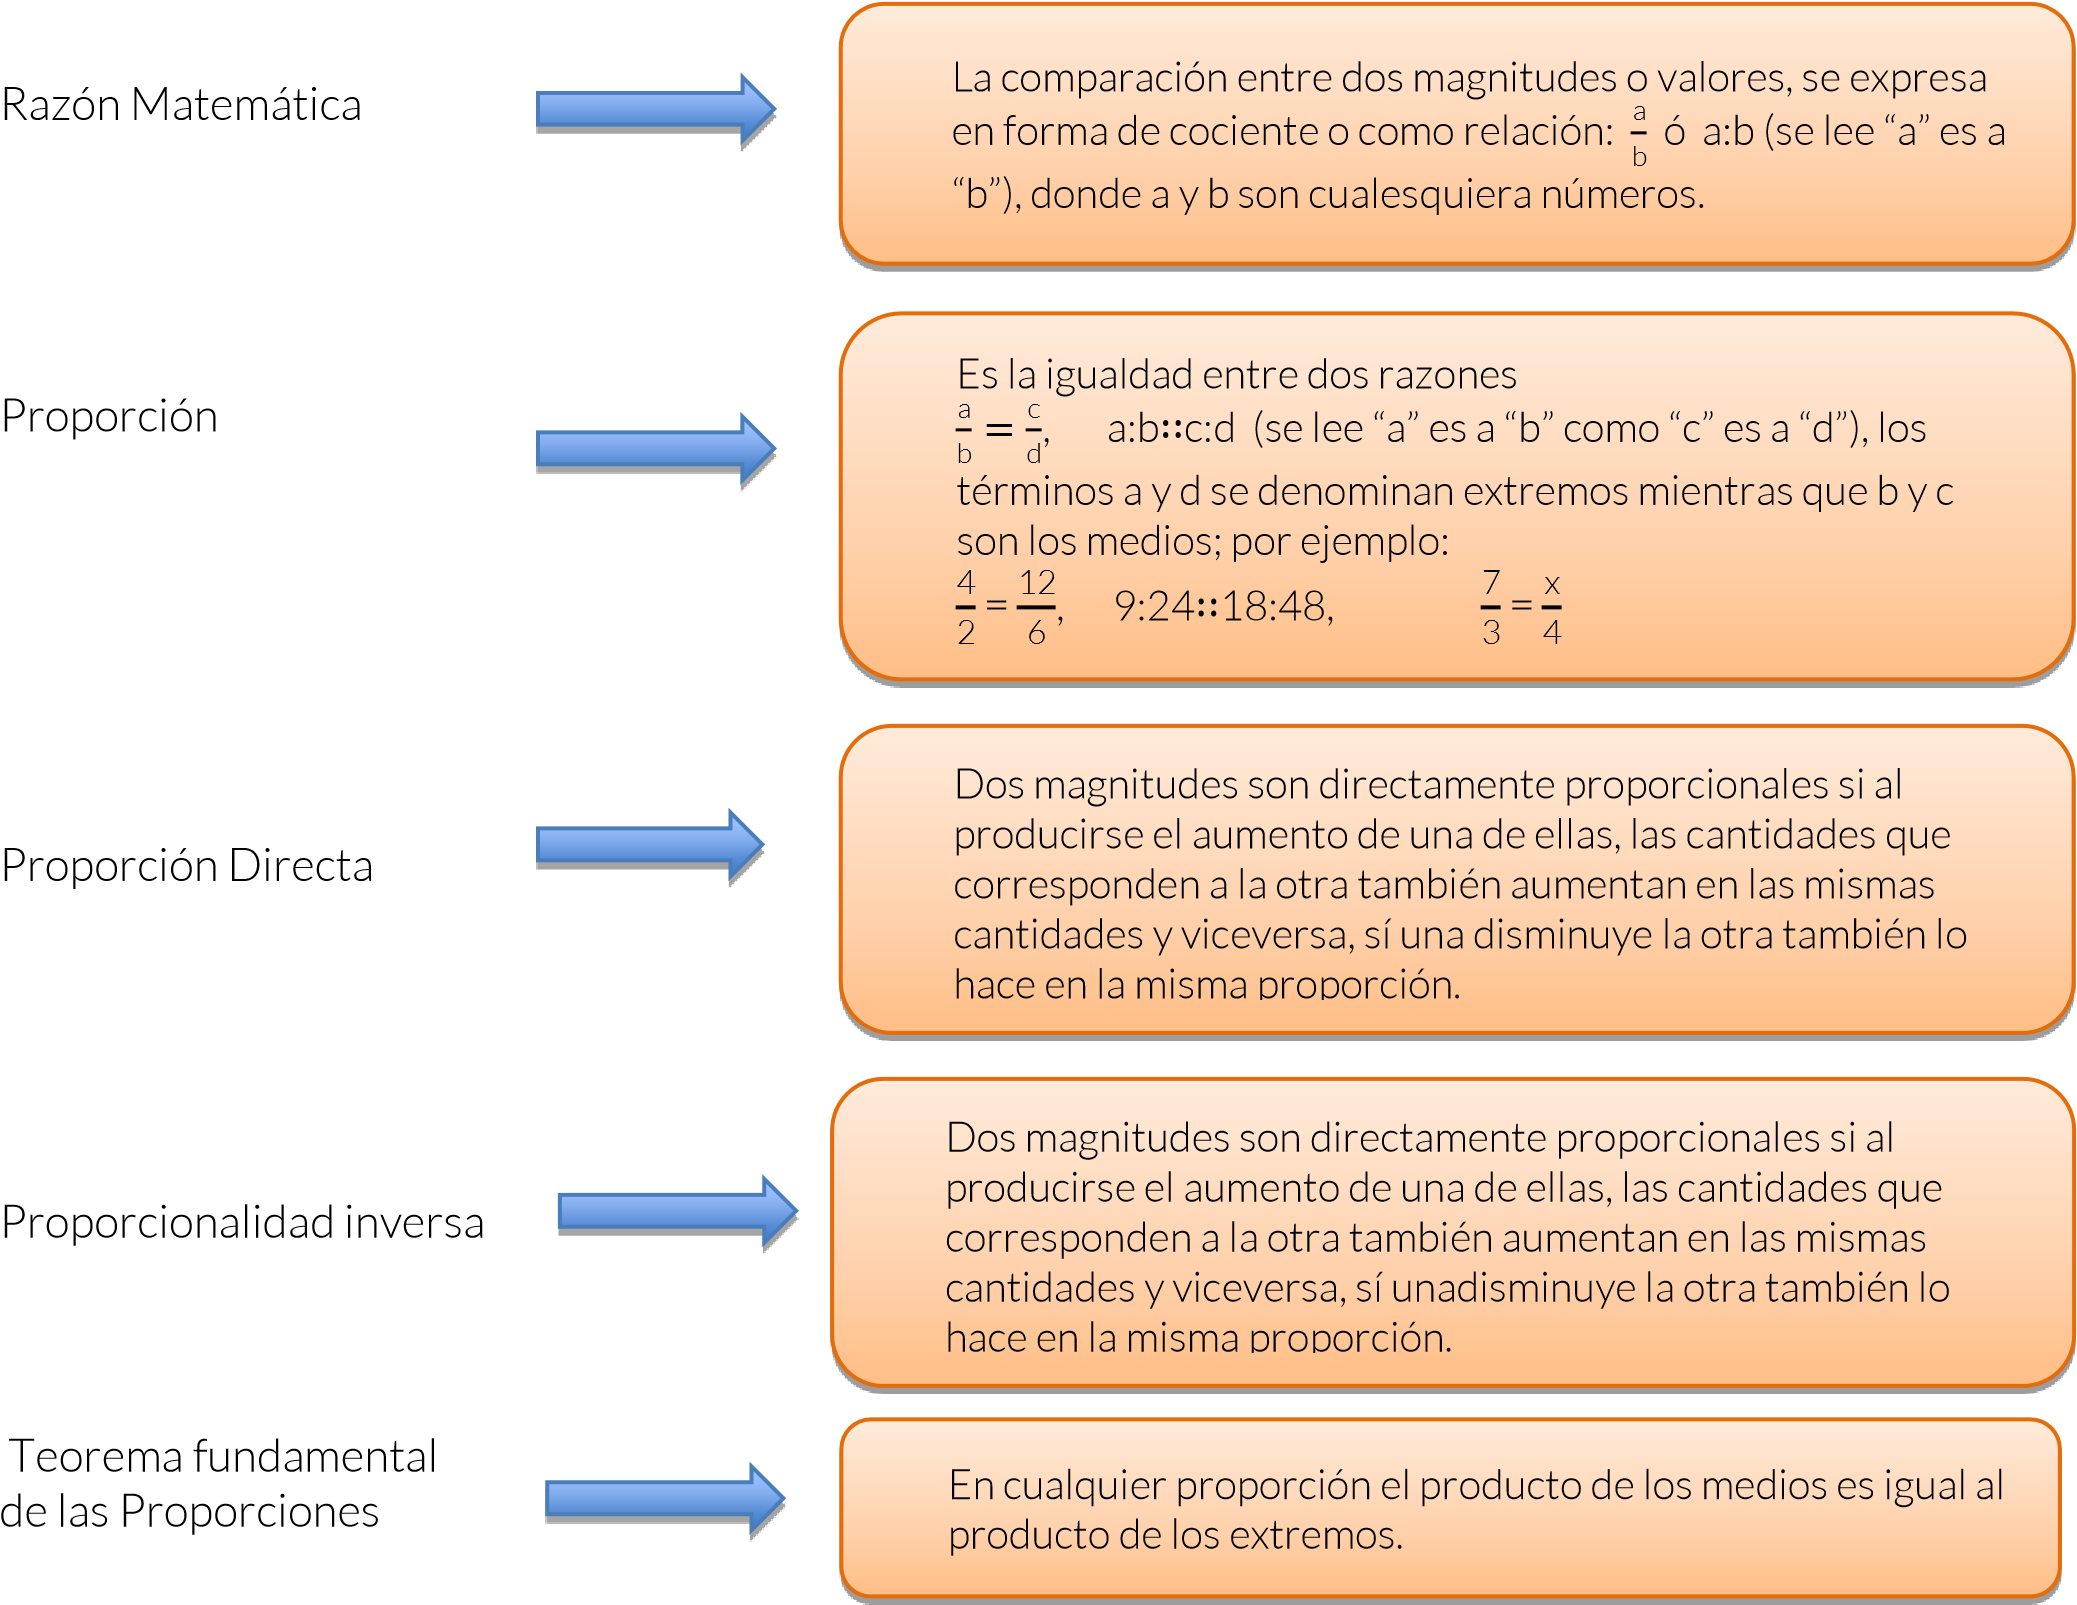 Razón Matemática
La comparación entre dos magnitudes o valores, se expresa
en forma de cociente o como relación: a/b ó a:b (se lee “a” es a
“b”), donde a y b son cualesquiera números.
Proporción
Es la igualdad entre dos razones
a/b = c/d, a:b::c:d (se lee “a” es a “b” como “c” es a “d”), los
términos a y d se denominan extremos mientras que b y c
son los medios; por ejemplo:
4/2 = 12/6, 9:24::18:48, 7/3 = x/4
Proporción Directa
Dos magnitudes son directamente proporcionales si al
producirse el aumento de una de ellas, las cantidades que
corresponden a la otra también aumentan en las mismas
cantidades y viceversa, sí una disminuye la otra también lo
hace en la misma proporción.
Proporcionalidad inversa
Dos magnitudes son directamente proporcionales si al
producirse el aumento de una de ellas, las cantidades que
corresponden a la otra también aumentan en las mismas
cantidades y viceversa, sí unadisminuye la otra también lo
hace en la misma proporción.
Teorema fundamental
de las Proporciones
En cualquier proporción el producto de los medios es igual al
producto de los extremos.